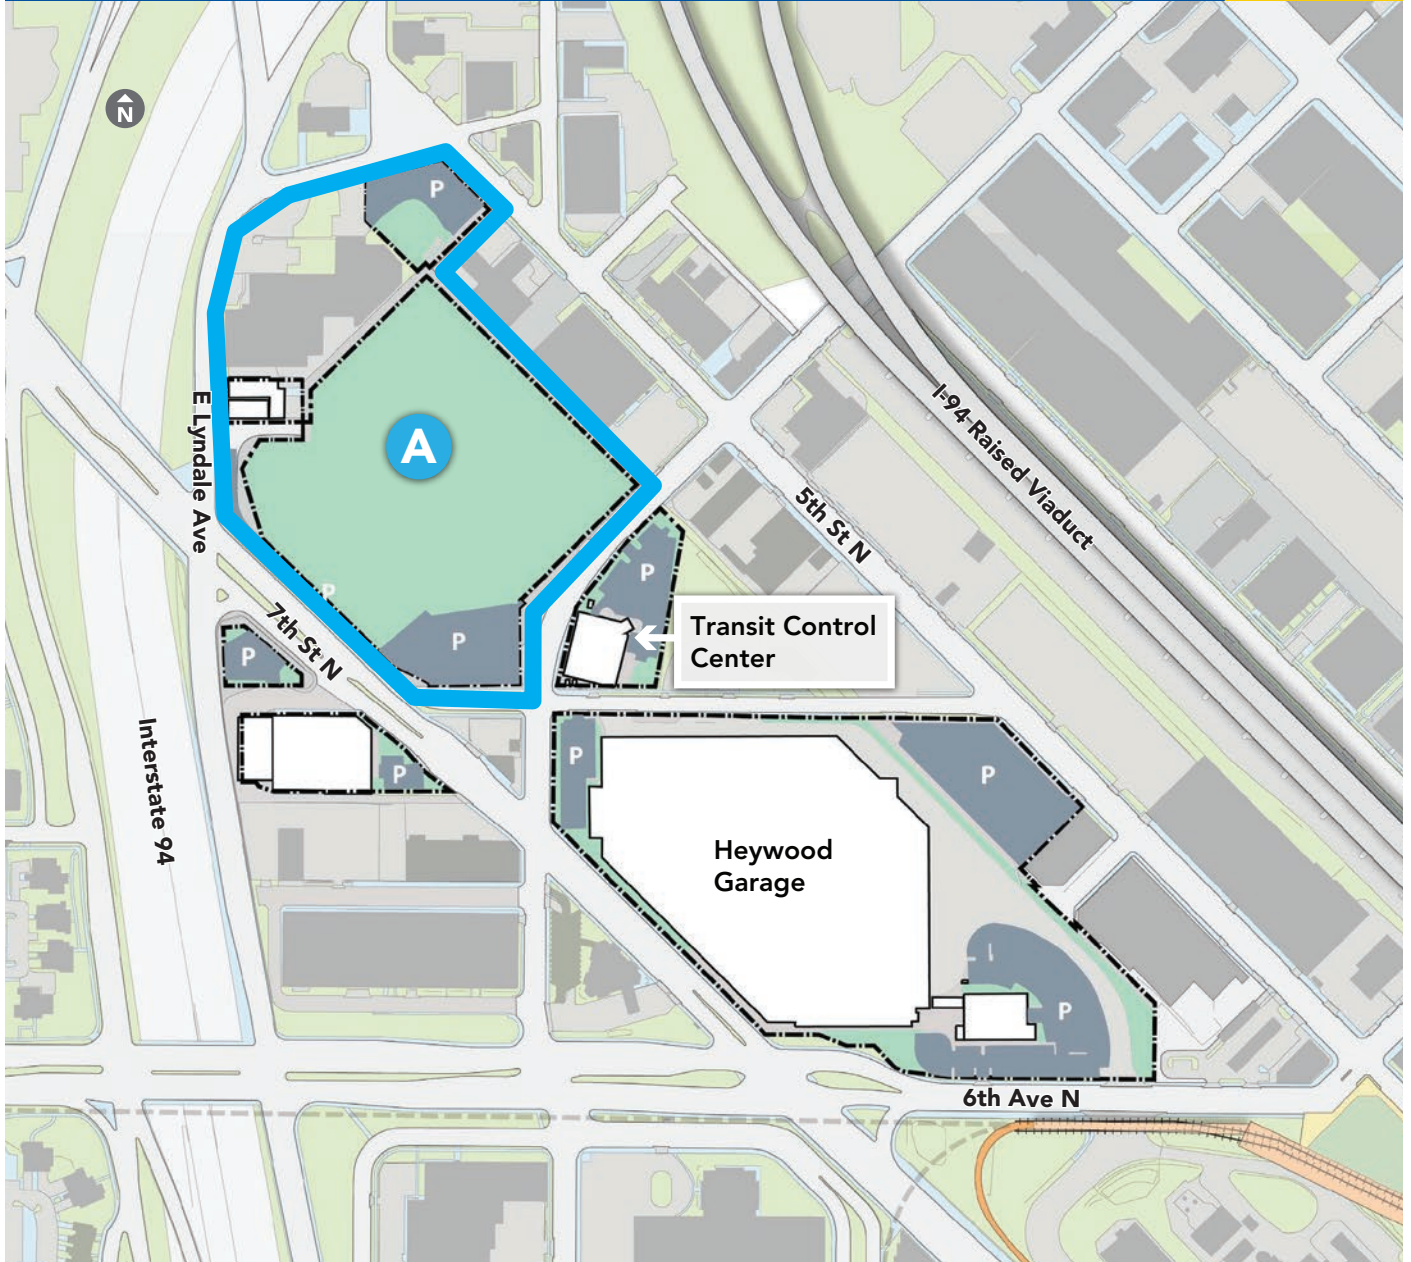 N
P
A
E Lyndale Ave
I-94 Raised Viaduct
5th St N
P
P
7th St N
P
Transit Control
Center
P
Interstate 94
P
P
P
Heywood
Garage
P
6th Ave N